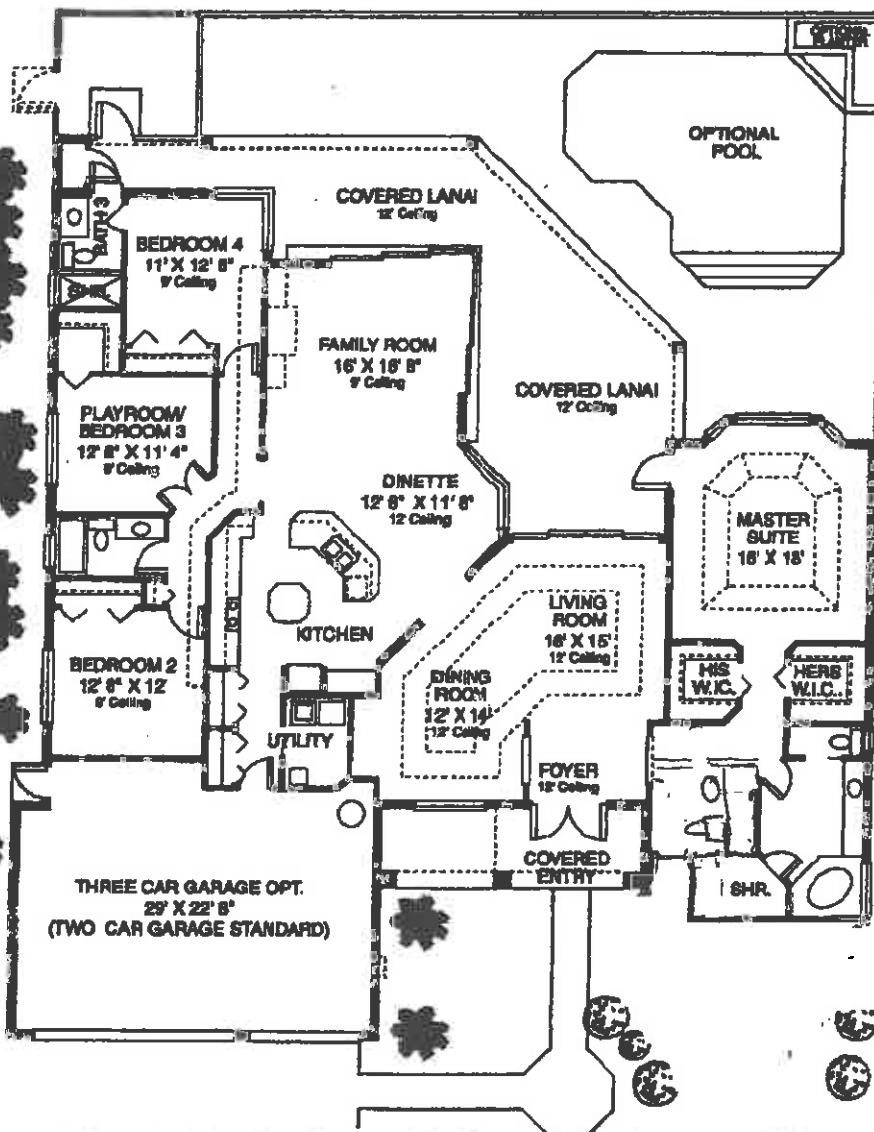 OPTIONAL
POOL
COVERED LANAI
12' Ceiling
BATH 3
BEDROOM 4
11' X 12' 8"
9' Ceiling
SHR.
FAMILY ROOM
16' X 16' 8"
9' Ceiling
COVERED LANAI
12' Ceiling
PLAYROOM/
BEDROOM 3
12' 8" X 11' 4"
9' Ceiling
DINETTE
12' 8" X 11' 8"
12' Ceiling
MASTER
SUITE
16' X 18'
LIVING
ROOM
16' X 15'
12' Ceiling
KITCHEN
BEDROOM 2
12' 8" X 12'
9' Ceiling
DINING
ROOM
12' X 14'
12' Ceiling
HIS
W.I.C.
HERS
W.I.C.
UTILITY
FOYER
12' Ceiling
COVERED
ENTRY
SHR.
THREE CAR GARAGE OPT.
29' X 22' 8"
(TWO CAR GARAGE STANDARD)